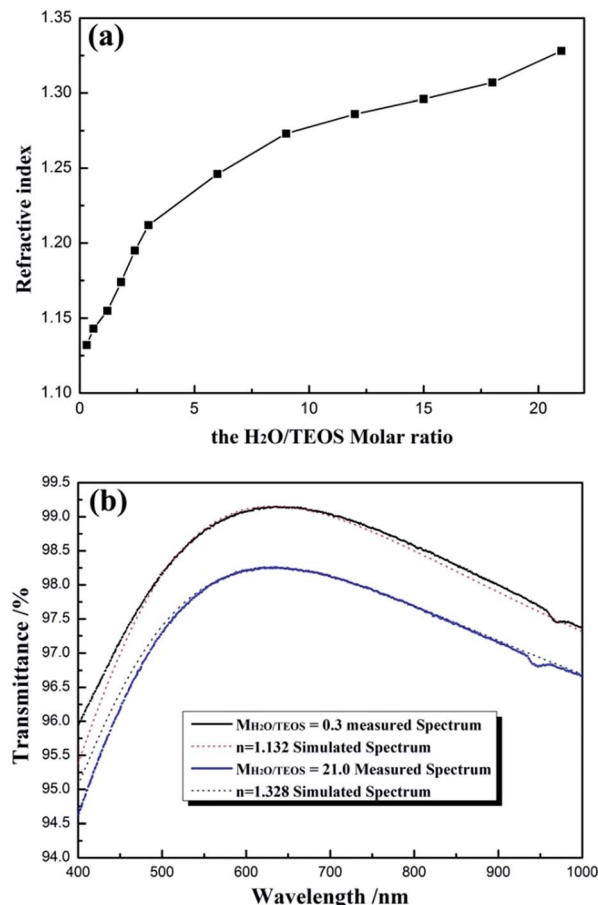 (a)
Refractive index
1.35
1.30
1.25
1.20
1.15
1.10
0 5 10 15 20
the H2O/TEOS Molar ratio
(b)
Transmittance /%
99.5
99.0
98.5
98.0
97.5
97.0
96.5
96.0
95.5
95.0
94.5
94.0
MH2O/TEOS = 0.3 measured Spectrum
n=1.132 Simulated Spectrum
MH2O/TEOS = 21.0 Measured Spectrum
n=1.328 Simulated Spectrum
400 500 600 700 800 900 1000
Wavelength /nm